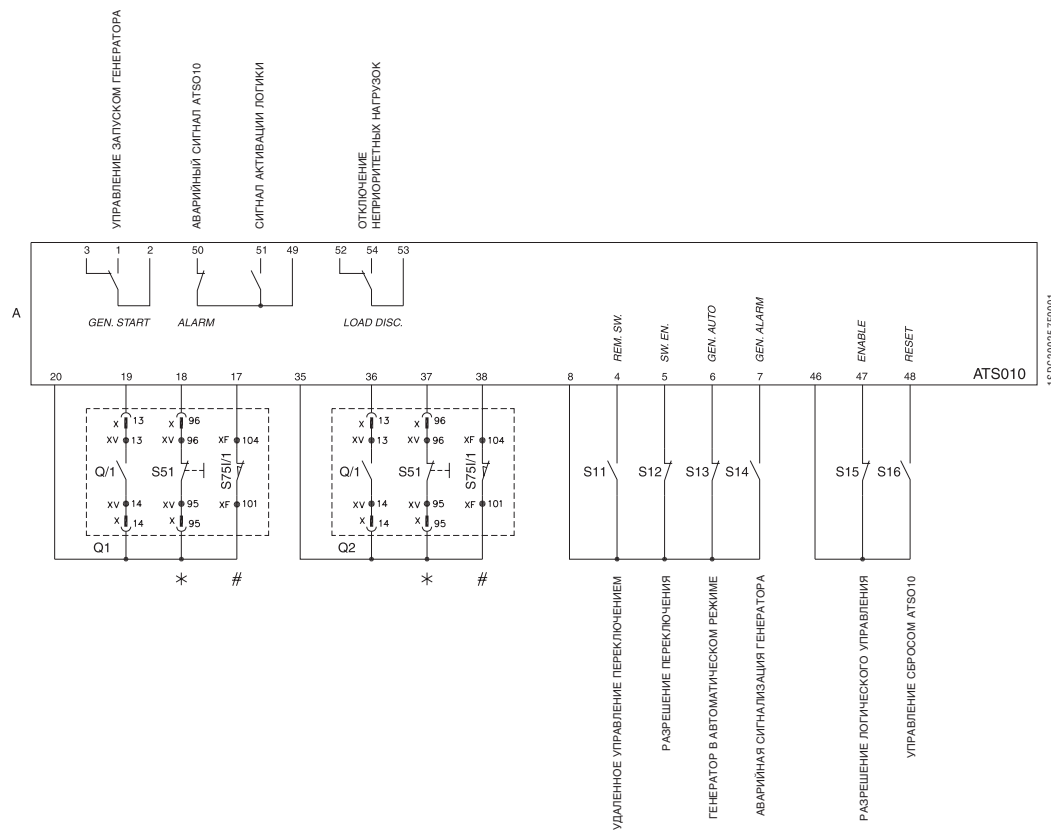 УПРАВЛЕНИЕ ЗАПУСКОМ ГЕНЕРАТОРА
АВАРИЙНЫЙ СИГНАЛ ATSO10
СИГНАЛ АКТИВАЦИИ ЛОГИКИ
ОТКЛЮЧЕНИЕ
НЕПРИОРИТЕТНЫХ НАГРУЗОК
3 1 2 50 51 49 52 54 53
A
GEN. START
ALARM
LOAD DISC.
REM. SW.
SW. EN.
GEN. AUTO
GEN. ALARM
ENABLE
RESET
ATS010
20 19 18 17 35 36 37 38 8 4 5 6 7 46 47 48
X 13 X 96 X 13 X 96
XV 13 XV 96 XF 104 XV 13 XV 96 XF 104
Q/1 S51 S75I/1 Q/1 S51 S75I/1 S11 S12 S13 S14 S15 S16
XV 14 XV 95 XF 101 XV 14 XV 95 XF 101
X 14 X 95 X 14 X 95
Q1 Q2
* # * #
УДАЛЕННОЕ УПРАВЛЕНИЕ ПЕРЕКЛЮЧЕНИЕМ
РАЗРЕШЕНИЕ ПЕРЕКЛЮЧЕНИЯ
ГЕНЕРАТОР В АВТОМАТИЧЕСКОМ РЕЖИМЕ
АВАРИЙНАЯ СИГНАЛИЗАЦИЯ ГЕНЕРАТОРА
РАЗРЕШЕНИЕ ЛОГИЧЕСКОГО УПРАВЛЕНИЯ
УПРАВЛЕНИЕ СБРОСОМ ATSO10